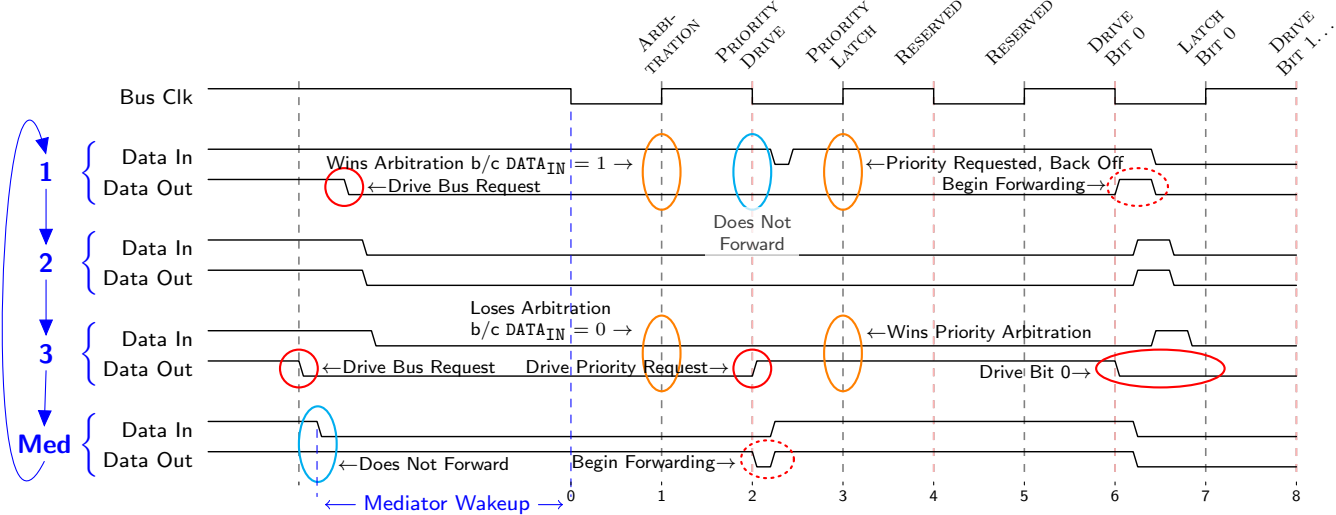 ARBI-
TRATION
PRIORITY
DRIVE
PRIORITY
LATCH
RESERVED
RESERVED
DRIVE
BIT 0
LATCH
BIT 0
DRIVE
BIT 1...
Bus Clk
1
Data In
Wins Arbitration b/c DATA_IN = 1 →
←Priority Requested, Back Off
Data Out
←Drive Bus Request
Begin Forwarding→
Does Not
Forward
2
Data In
Data Out
3
Loses Arbitration
Data In
b/c DATA_IN = 0 →
←Wins Priority Arbitration
Data Out
←Drive Bus Request
Drive Priority Request→
Drive Bit 0→
Med
Data In
Data Out
←Does Not Forward
Begin Forwarding→
← Mediator Wakeup →
0 1 2 3 4 5 6 7 8